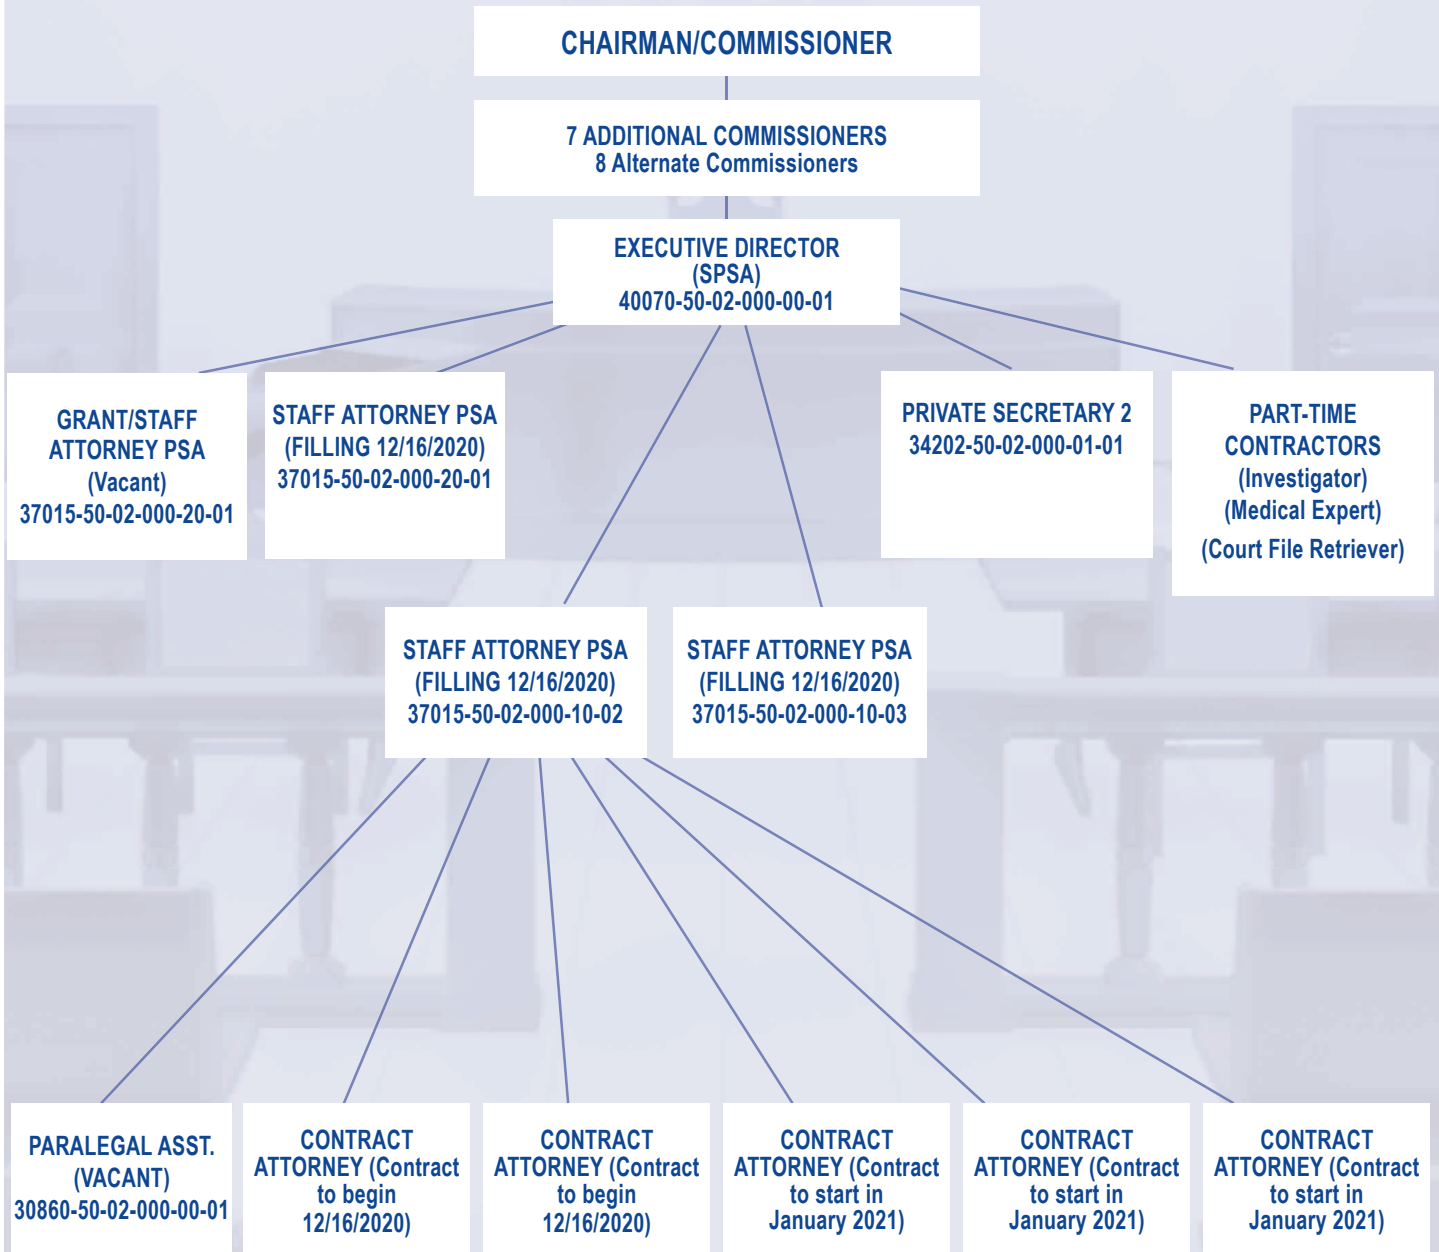 CHAIRMAN/COMMISSIONER
7 ADDITIONAL COMMISSIONERS
8 Alternate Commissioners
EXECUTIVE DIRECTOR
(SPSA)
40070-50-02-000-00-01
GRANT/STAFF
ATTORNEY PSA
(Vacant)
37015-50-02-000-20-01
STAFF ATTORNEY PSA
(FILLING 12/16/2020)
37015-50-02-000-20-01
PRIVATE SECRETARY 2
34202-50-02-000-01-01
PART-TIME
CONTRACTORS
(Investigator)
(Medical Expert)
(Court File Retriever)
STAFF ATTORNEY PSA
(FILLING 12/16/2020)
37015-50-02-000-10-02
STAFF ATTORNEY PSA
(FILLING 12/16/2020)
37015-50-02-000-10-03
PARALEGAL ASST.
(VACANT)
30860-50-02-000-00-01
CONTRACT
ATTORNEY (Contract
to begin
12/16/2020)
CONTRACT
ATTORNEY (Contract
to begin
12/16/2020)
CONTRACT
ATTORNEY (Contract
to start in
January 2021)
CONTRACT
ATTORNEY (Contract
to start in
January 2021)
CONTRACT
ATTORNEY (Contract
to start in
January 2021)